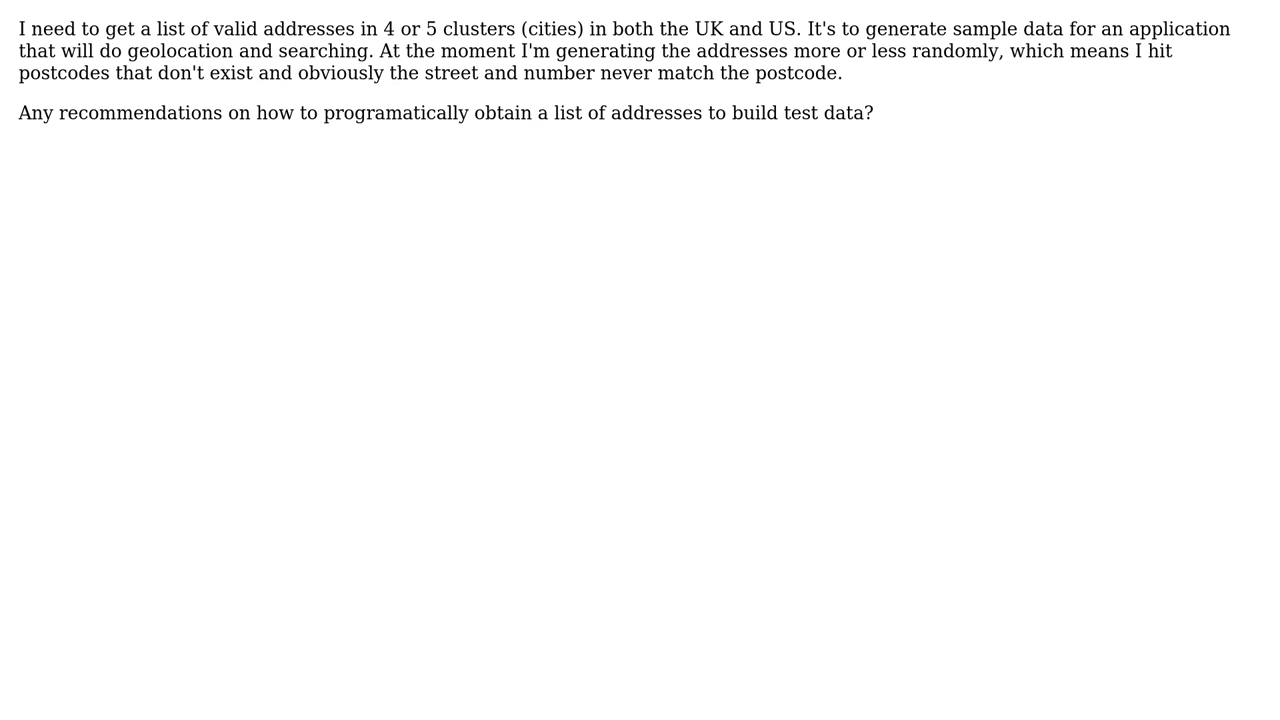 I need to get a list of valid addresses in 4 or 5 clusters (cities) in both the UK and US. It's to generate sample data for an application
that will do geolocation and searching. At the moment I'm generating the addresses more or less randomly, which means I hit
postcodes that don't exist and obviously the street and number never match the postcode.
Any recommendations on how to programatically obtain a list of addresses to build test data?